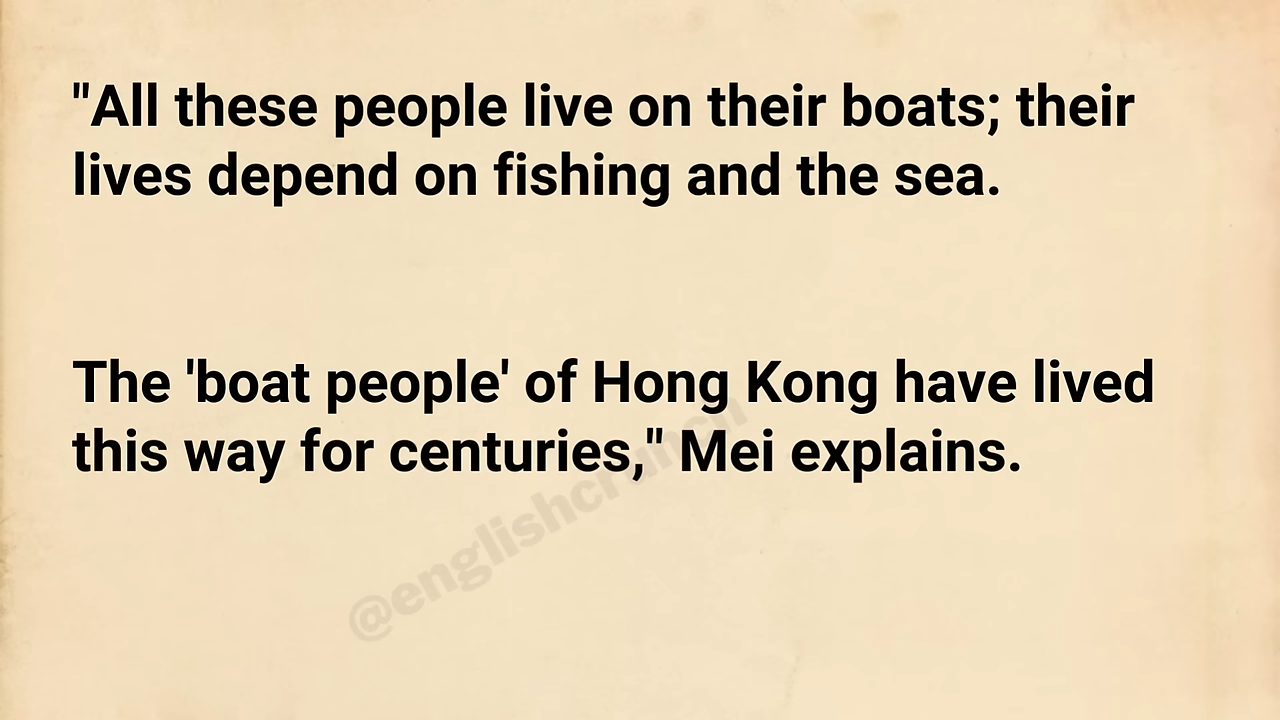 "All these people live on their boats; their
lives depend on fishing and the sea.
The 'boat people' of Hong Kong have lived
this way for centuries," Mei explains.
@englishcrunch